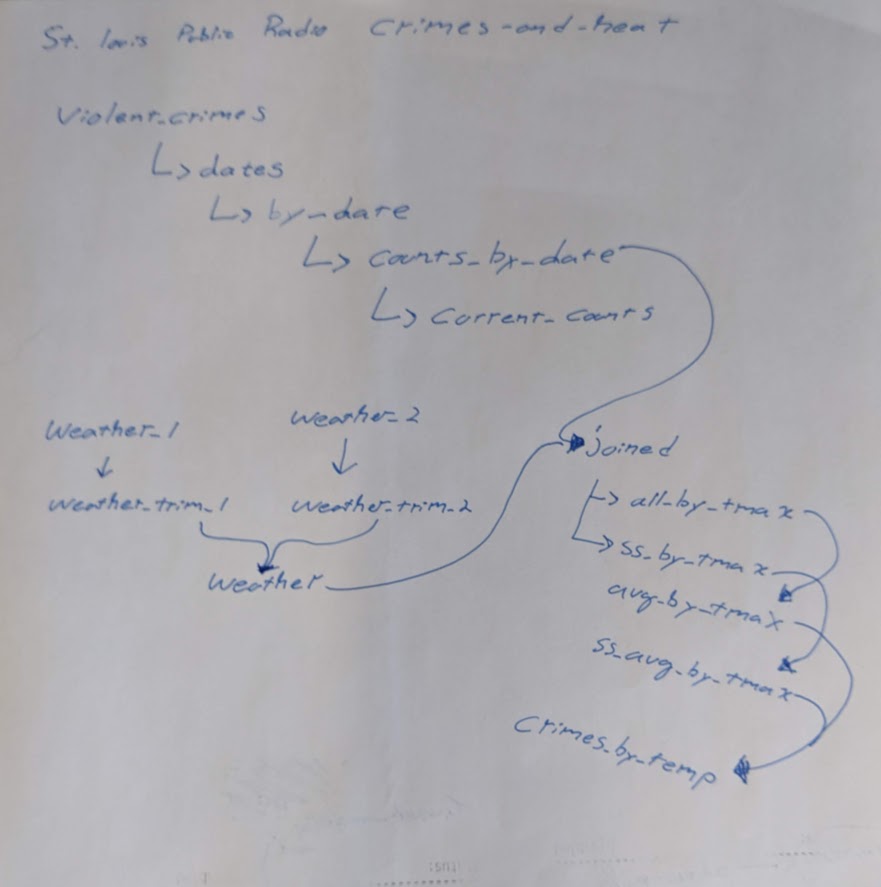 St. Louis Public Radio Crimes-and-heat
Violent_crimes
dates
by_date
counts_by_date
current_counts
Weather_1
weather_2
joined
weather_trim_1
weather_trim_2
all_by_tmax
ss_by_tmax
weather
avg_by_tmax
ss_avg_by_tmax
Crimes_by_temp